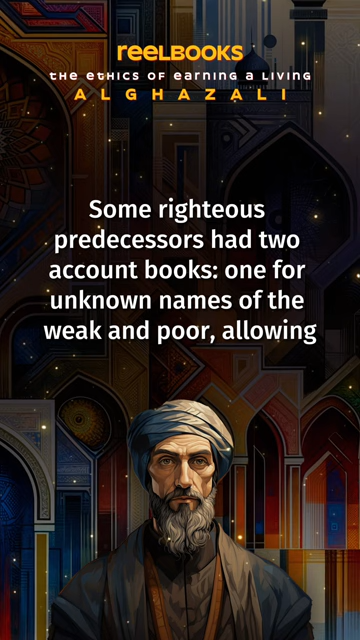 reelBOOKS
the ethics of earning a living
ALGHAZALI
Some righteous
predecessors had two
account books: one for
unknown names of the
weak and poor, allowing